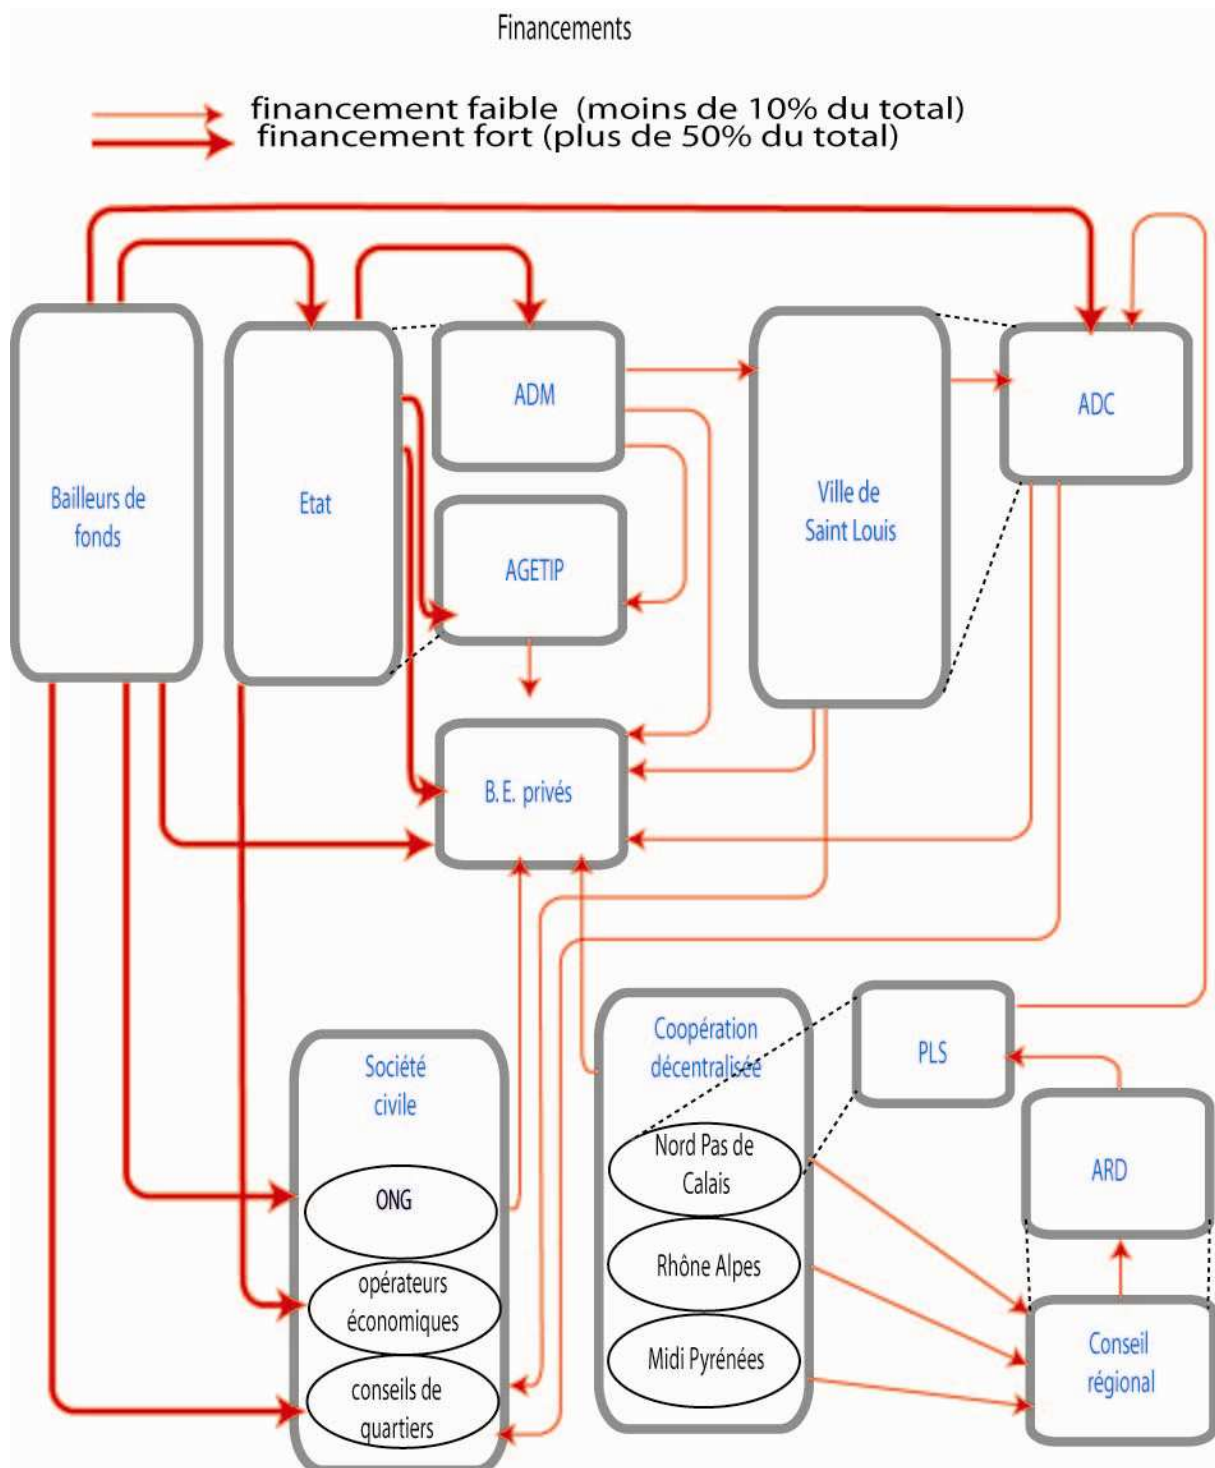 Financements
financement faible (moins de 10% du total)
financement fort (plus de 50% du total)
ADM
ADC
Bailleurs de
fonds
Etat
Ville de
Saint Louis
AGETIP
B. E. privés
Société
civile
ONG
opérateurs
économiques
conseils de
quartiers
Coopération
décentralisée
Nord Pas de
Calais
Rhône Alpes
Midi Pyrénées
PLS
ARD
Conseil
régional